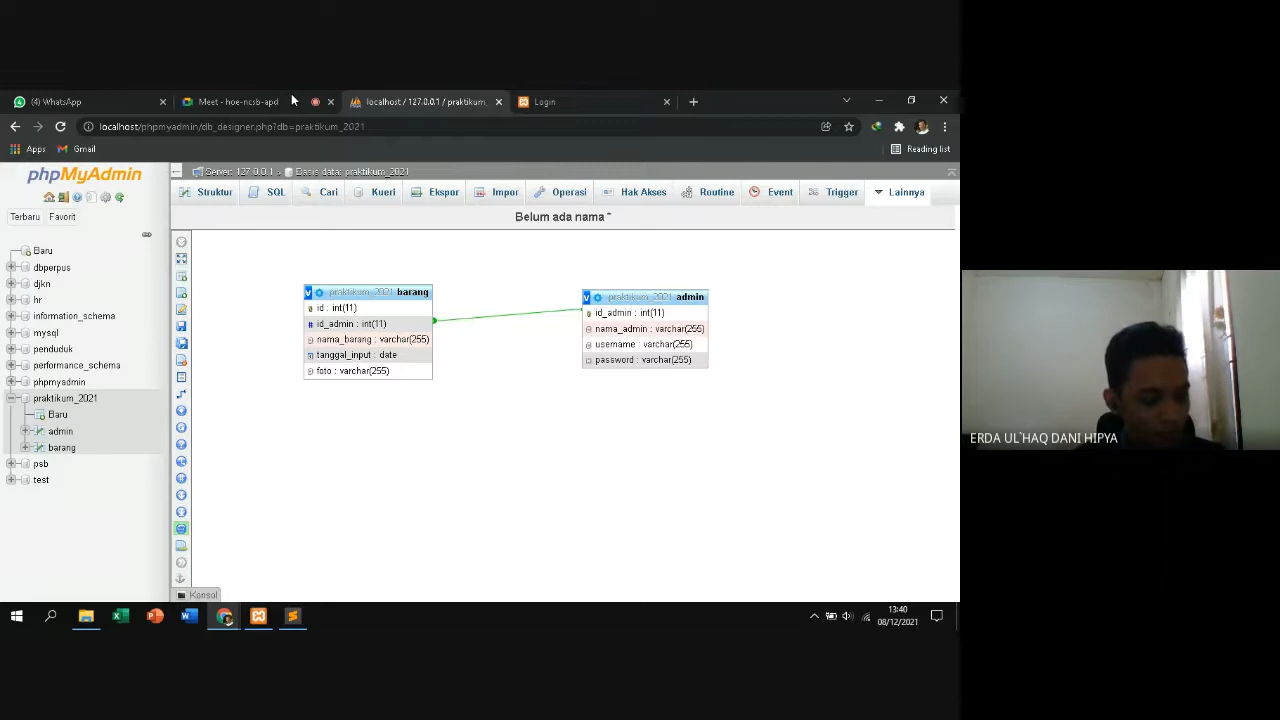 (4) WhatsApp
Meet - hoe-ncsb-apd
localhost / 127.0.0.1 / praktikum_
Login
localhost/phpmyadmin/db_designer.php?db=praktikum_2021
Apps
Gmail
Reading list
phpMyAdmin
Terbaru
Favorit
Baru
dbperpus
djkn
hr
information_schema
mysql
penduduk
performance_schema
phpmyadmin
praktikum_2021
Baru
admin
barang
psb
test
Server: 127.0.0.1 » Basis data: praktikum_2021
Struktur
SQL
Cari
Kueri
Ekspor
Impor
Operasi
Hak Akses
Routine
Event
Trigger
Lainnya
Belum ada nama *
praktikum_2021 barang
id : int(11)
id_admin : int(11)
nama_barang : varchar(255)
tanggal_input : date
foto : varchar(255)
praktikum_2021 admin
id_admin : int(11)
nama_admin : varchar(255)
username : varchar(255)
password : varchar(255)
Konsol
ERDA UL`HAQ DANI HIPYA
13:40
08/12/2021